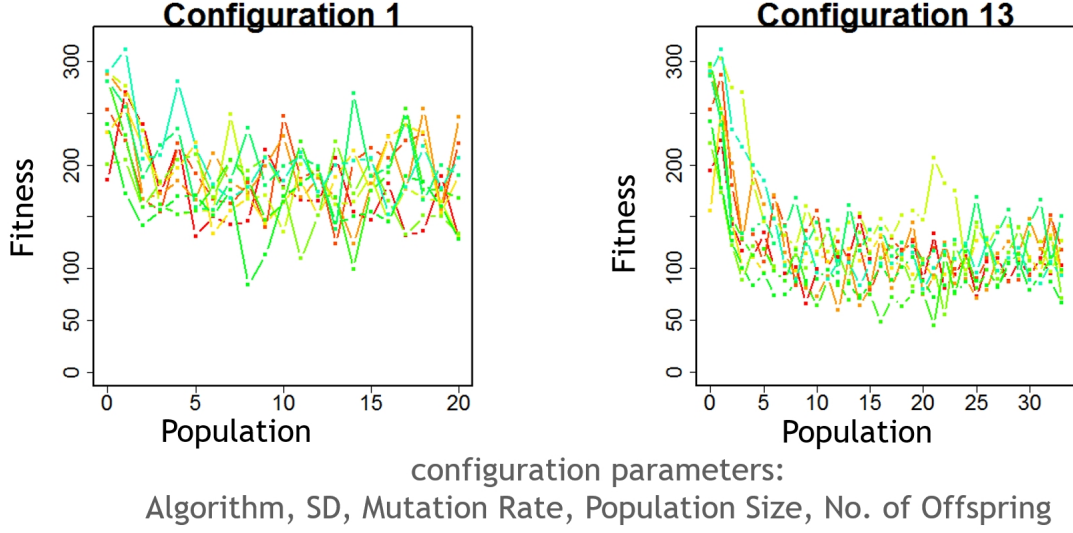 Configuration 1
Configuration 13
Fitness
300
200
100
50
0
0 5 10 15 20
Population
Fitness
300
200
100
50
0
0 5 10 15 20 25 30
Population
configuration parameters:
Algorithm, SD, Mutation Rate, Population Size, No. of Offspring